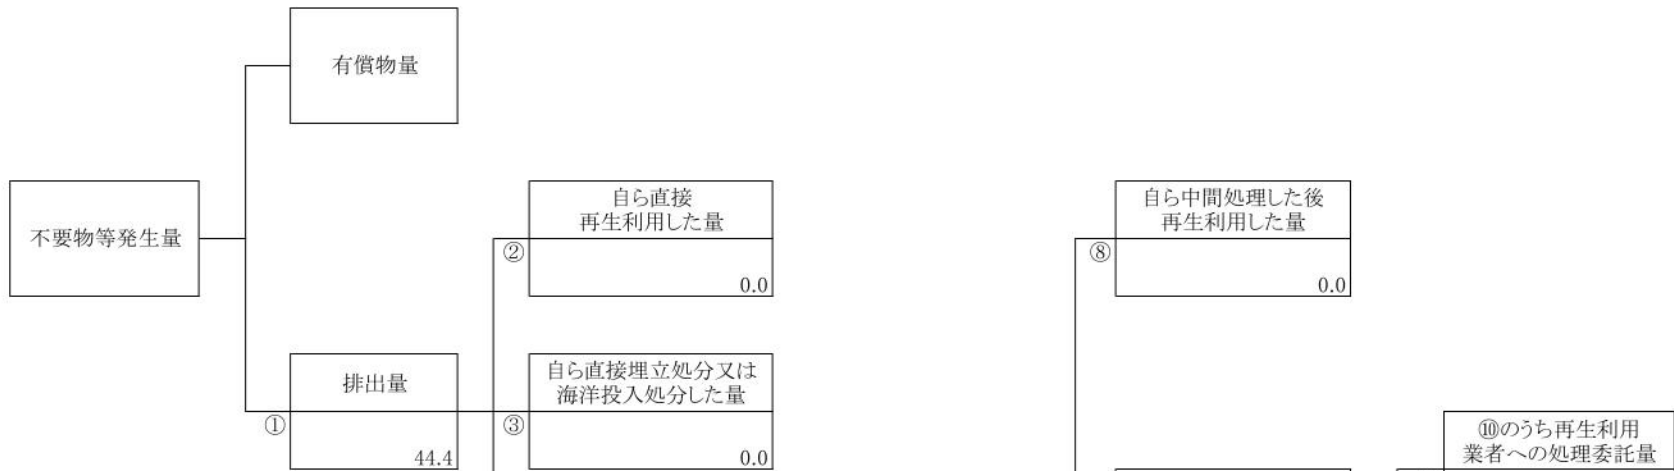 有償物量
不要物等発生量
自ら直接
再生利用した量
②
0.0
自ら中間処理した後
再生利用した量
⑧
0.0
排出量
①
44.4
自ら直接埋立処分又は
海洋投入処分した量
③
0.0
⑩のうち再生利用
業者への処理委託量